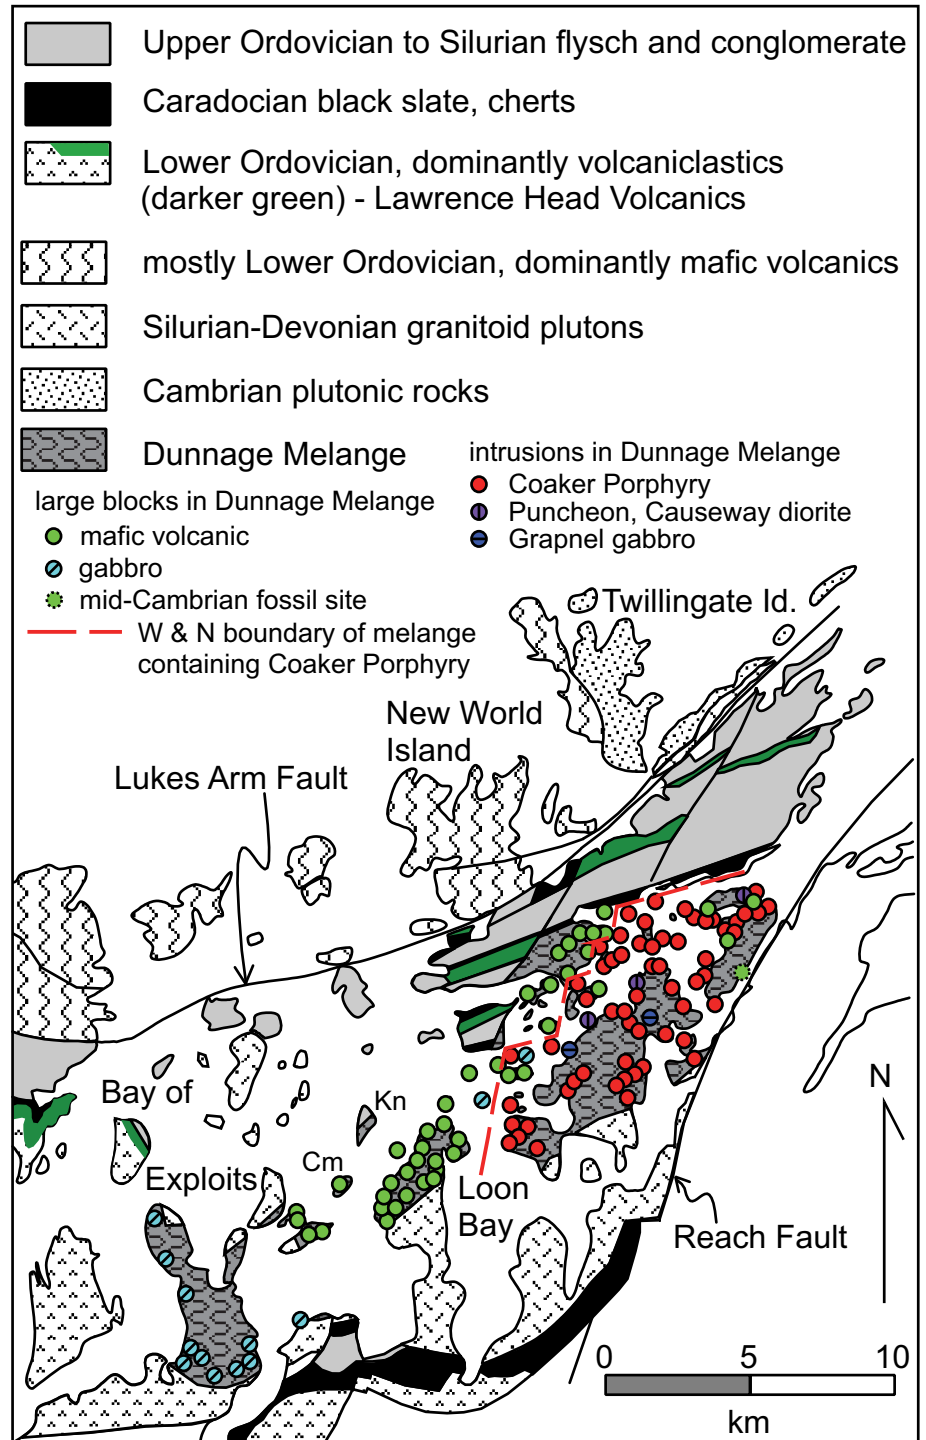 Upper Ordovician to Silurian flysch and conglomerate
Caradocian black slate, cherts
Lower Ordovician, dominantly volcaniclastics
(darker green) - Lawrence Head Volcanics
mostly Lower Ordovician, dominantly mafic volcanics
Silurian-Devonian granitoid plutons
Cambrian plutonic rocks
Dunnage Melange
large blocks in Dunnage Melange
mafic volcanic
gabbro
mid-Cambrian fossil site
W & N boundary of melange
containing Coaker Porphyry
intrusions in Dunnage Melange
Coaker Porphyry
Puncheon, Causeway diorite
Grapnel gabbro
Twillingate Id.
New World
Island
Lukes Arm Fault
Bay of
Exploits
Kn
Cm
Loon
Bay
Reach Fault
N
0 5 10
km